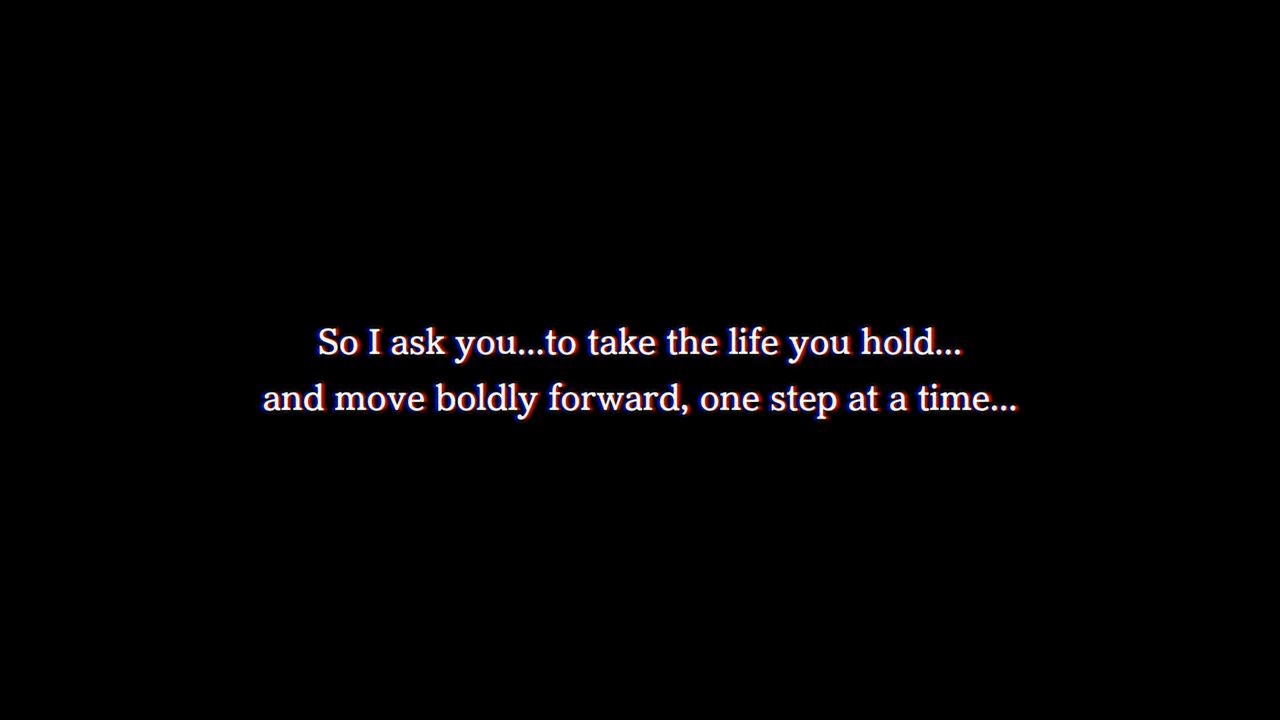 So I ask you...to take the life you hold...
and move boldly forward, one step at a time...